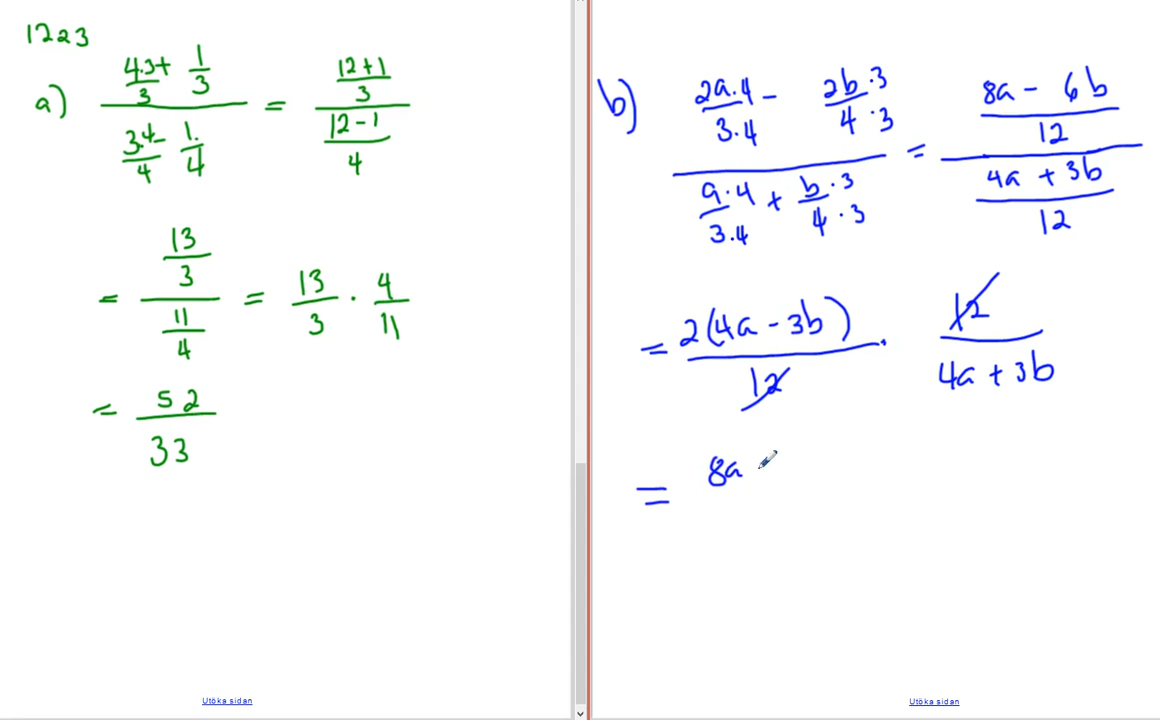 1223
a) (4·3/3 + 1/3) / (3·4/4 - 1·/4) = ((12+1)/3) / ((12-1)/4)
= (13/3) / (11/4) = 13/3 · 4/11
= 52/33
Utöka sidan
b) (2a·4/3·4 - 2b·3/4·3) / (a·4/3·4 + b·3/4·3) = ((8a - 6b)/12) / ((4a + 3b)/12)
= 2(4a - 3b)/12 · 12/(4a + 3b)
= 8a
Utöka sidan